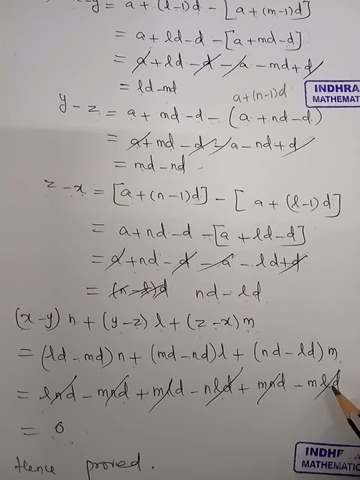 y = a + (l-1)d - [a + (m-1)d]
= a + ld - d - [a + md - d]
= a + ld - d - a - md + d
= ld - md
INDHRA
MATHEMAT
a + (n-1)d
y - z = a + md - d - (a + nd - d)
= a + md - d - a - nd + d
= md - nd
z - x = [a + (n-1)d] - [a + (l-1)d]
= a + nd - d - [a + ld - d]
= a + nd - d - a - ld + d
= (n-l)d nd - ld
(x-y) n + (y-z) l + (z-x) m
= (ld - md) n + (md - nd) l + (nd - ld) m
= lnd - mnd + mld - nld + mnd - mld
= 0
Hence proved.
INDHF
MATHEMATIC